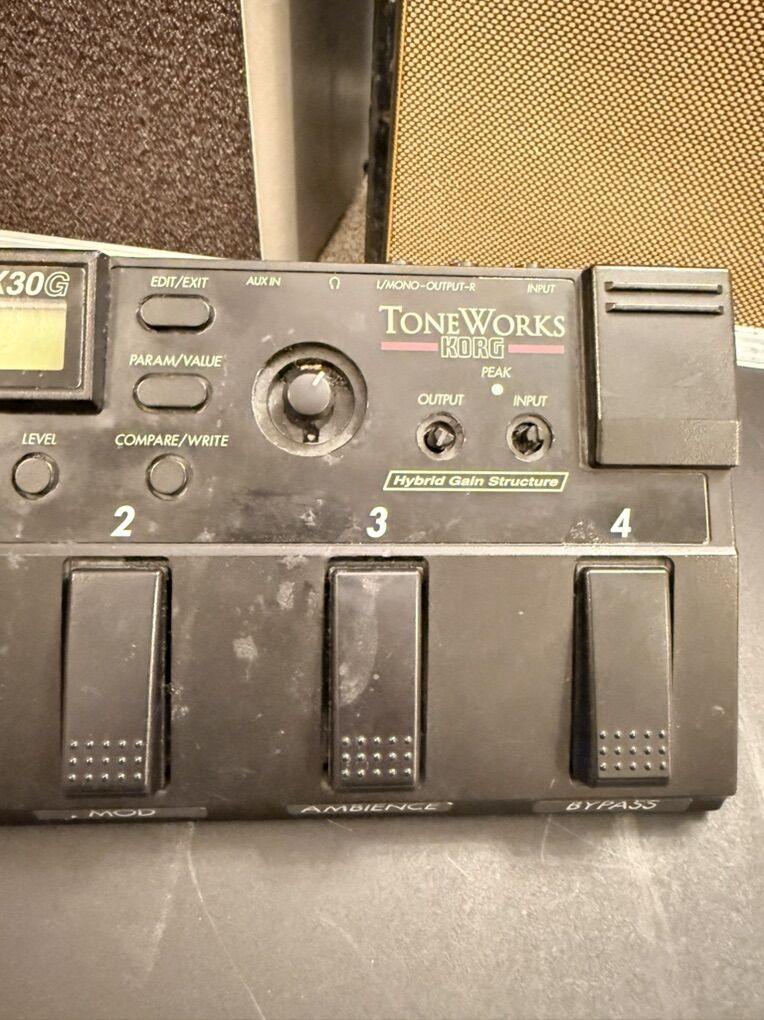 X30G
EDIT/EXIT
AUX IN
L/MONO-OUTPUT-R
INPUT
TONEWORKS
KORG
PARAM/VALUE
PEAK
OUTPUT
INPUT
LEVEL
COMPARE/WRITE
Hybrid Gain Structure
2
3
4
MOD
AMBIENCE
BYPASS